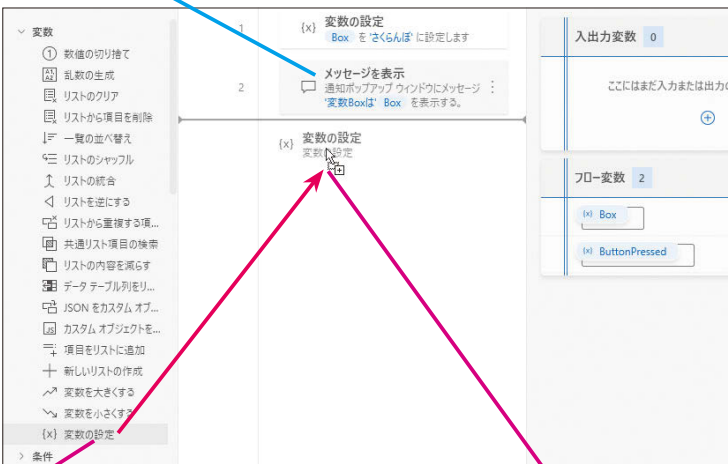 変数
数値の切り捨て
乱数の生成
リストのクリア
リストから項目を削除
一覧の並べ替え
リストのシャッフル
リストの統合
リストを逆にする
リストから重複する項...
共通リスト項目の検索
リストの内容を減らす
データ テーブル列をリ...
JSON をカスタム オブ...
カスタム オブジェクトを...
項目をリストに追加
新しいリストの作成
変数を大きくする
変数を小さくする
{x} 変数の設定
条件
1
{x} 変数の設定
Box を 'さくらんぼ' に設定します
2
メッセージを表示
通知ポップアップ ウィンドウにメッセージ
'変数Boxは' Box を表示する。
{x} 変数の設定
変数の設定
入出力変数 0
ここにはまだ入力または出力の
フロー変数 2
{x} Box
{x} ButtonPressed